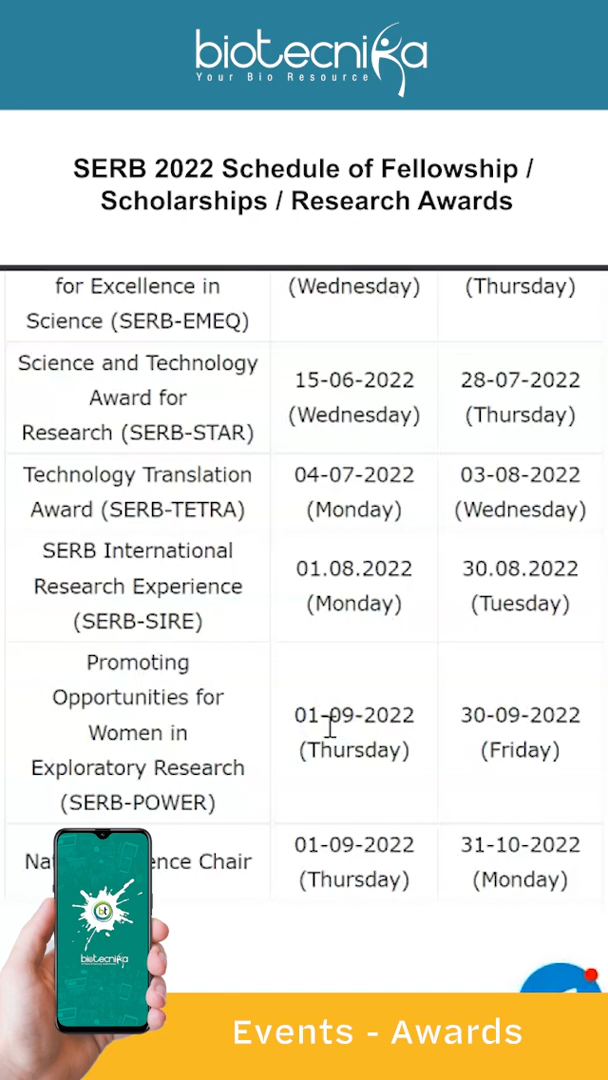 biotecnika
Your Bio Resource
SERB 2022 Schedule of Fellowship /
Scholarships / Research Awards
for Excellence in
Science (SERB-EMEQ)
(Wednesday)
(Thursday)
Science and Technology
Award for
Research (SERB-STAR)
15-06-2022
(Wednesday)
28-07-2022
(Thursday)
Technology Translation
Award (SERB-TETRA)
04-07-2022
(Monday)
03-08-2022
(Wednesday)
SERB International
Research Experience
(SERB-SIRE)
01.08.2022
(Monday)
30.08.2022
(Tuesday)
Promoting
Opportunities for
Women in
Exploratory Research
(SERB-POWER)
01-09-2022
(Thursday)
30-09-2022
(Friday)
Chair
01-09-2022
(Thursday)
31-10-2022
(Monday)
bt
biotecnika
Events - Awards